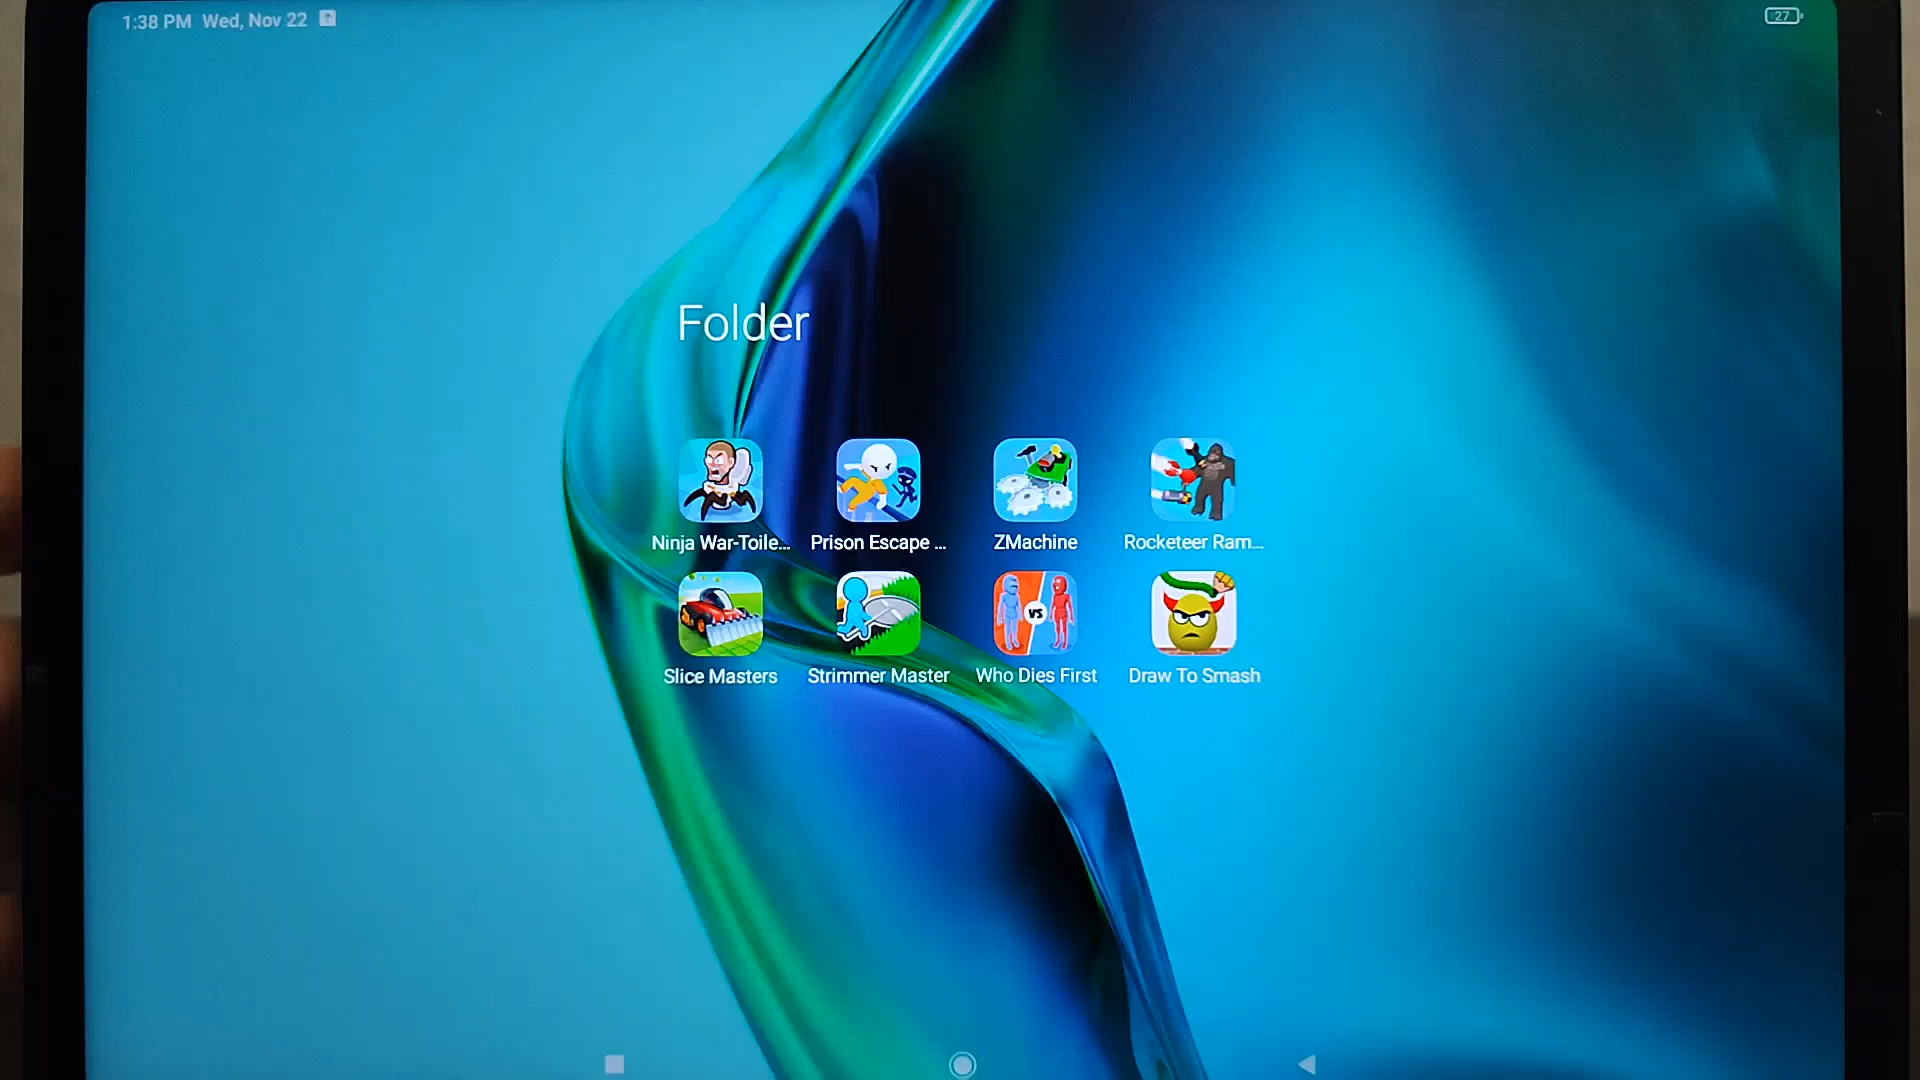 1:38 PM Wed, Nov 22
27
Folder
Ninja War-Toile...
Prison Escape ...
ZMachine
Rocketeer Ram...
VS
Slice Masters
Strimmer Master
Who Dies First
Draw To Smash